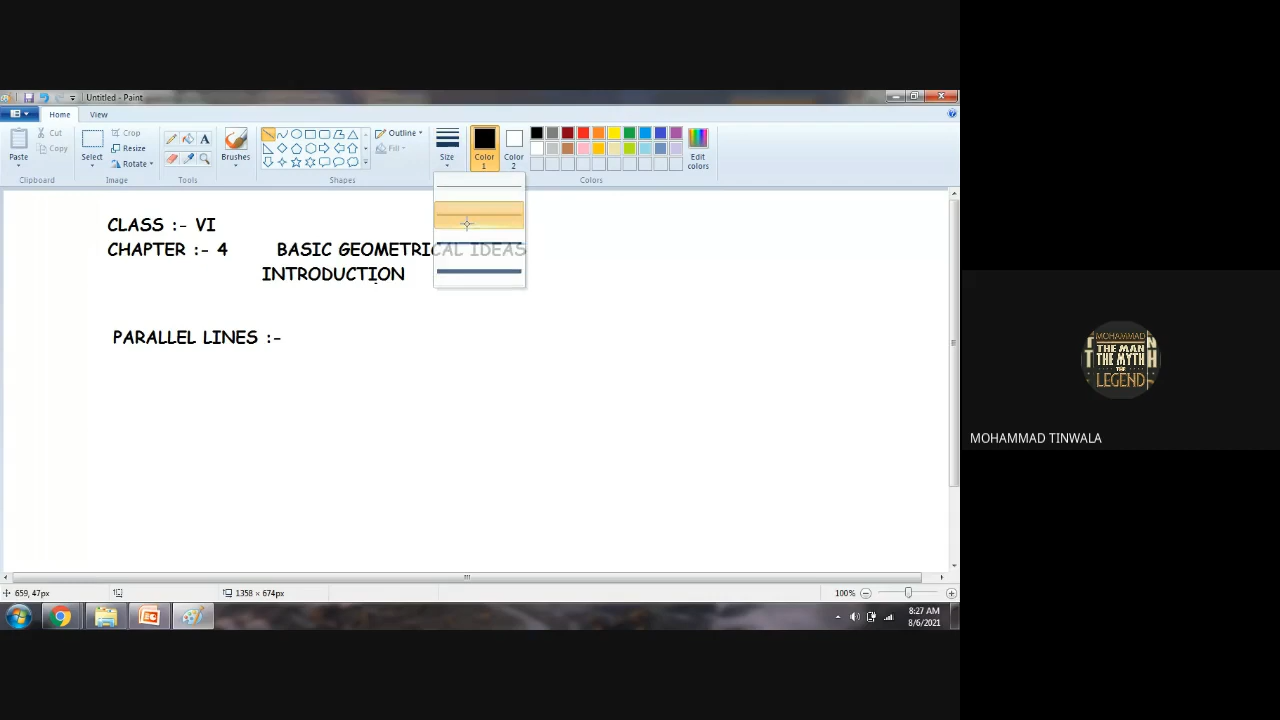 Untitled - Paint
Home
View
Paste
Cut
Copy
Clipboard
Select
Crop
Resize
Rotate
Image
Tools
Brushes
Outline
Fill
Shapes
Size
Color 1
Color 2
Edit colors
Colors
CLASS :- VI
CHAPTER :- 4 BASIC GEOMETRICAL IDEAS
INTRODUCTION
PARALLEL LINES :-
659, 47px
1358 × 674px
100%
8:27 AM
8/6/2021
MOHAMMAD
THE MAN
THE MYTH
THE
LEGEND
MOHAMMAD TINWALA